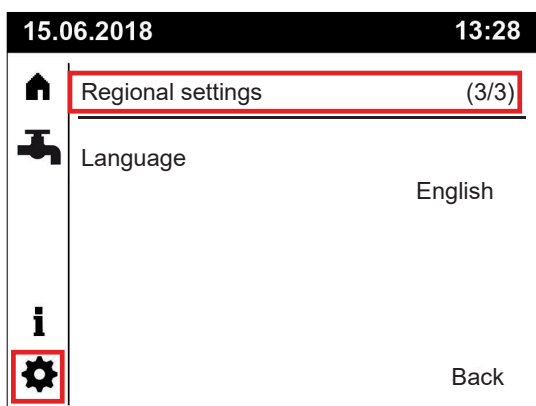 15.06.2018 13:28
Regional settings (3/3)
Language
English
i
Back